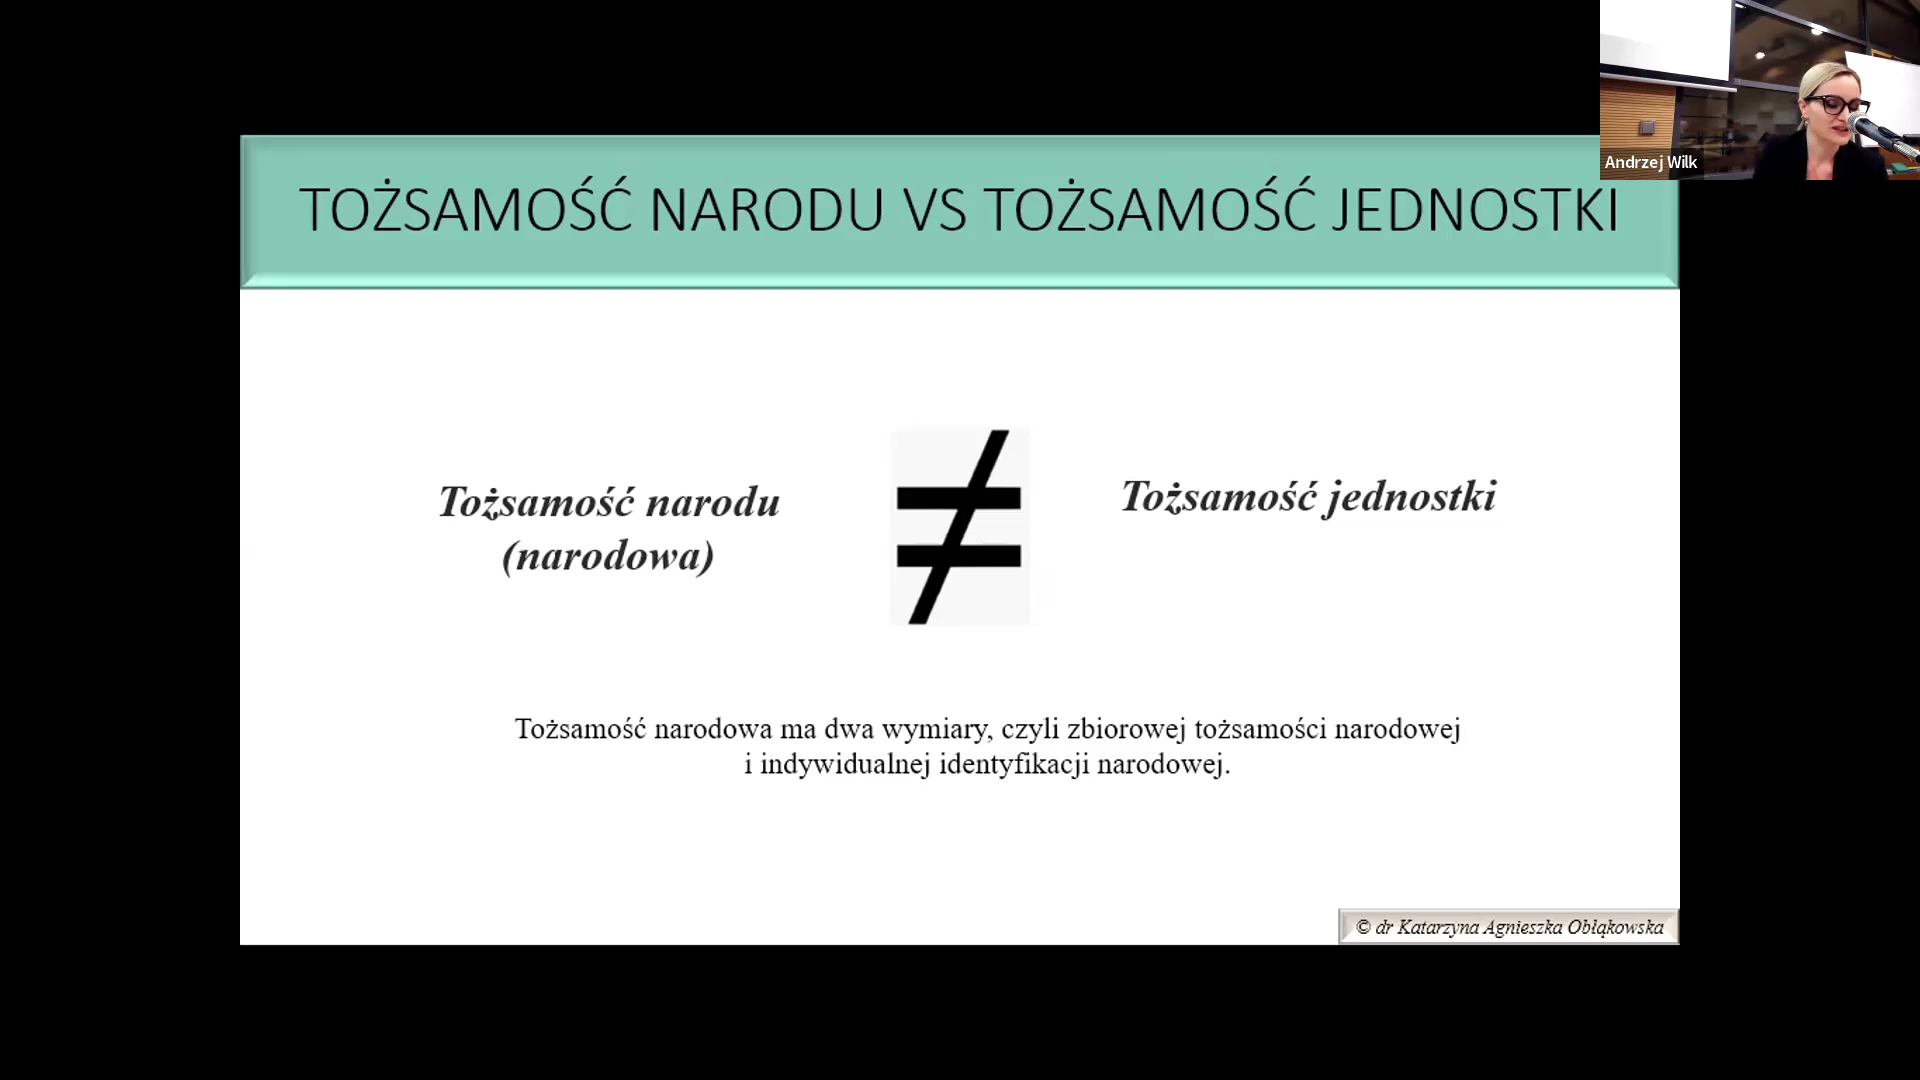 Andrzej Wilk
TOŻSAMOŚĆ NARODU VS TOŻSAMOŚĆ JEDNOSTKI
Tożsamość narodu
(narodowa)
≠
Tożsamość jednostki
Tożsamość narodowa ma dwa wymiary, czyli zbiorowej tożsamości narodowej
i indywidualnej identyfikacji narodowej.
© dr Katarzyna Agnieszka Obłąkowska